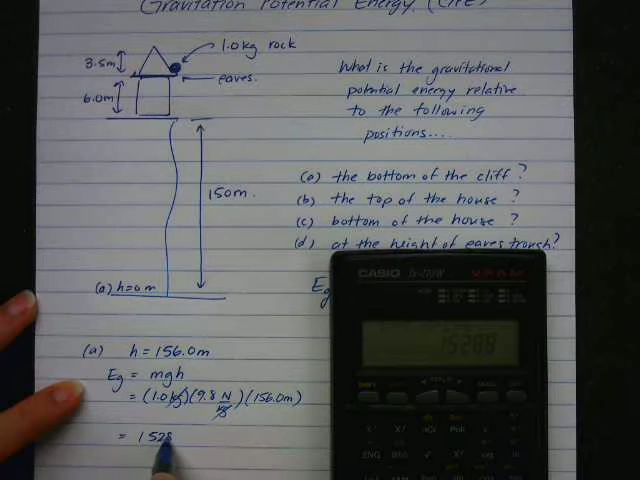 Gravitation Potential Energy (GPE)
1.0kg rock
3.5m
eaves.
6.0m
What is the gravitational
potential energy relative
to the following
positions....
150m.
(a) the bottom of the cliff?
(b) the top of the house?
(c) bottom of the house?
(d) at the height of eaves trough?
(a) h=0m
Eg
CASIO
(a) h = 156.0m
Eg = mgh
= (1.0kg)(9.8 N/kg)(156.0m)
= 1528
15288